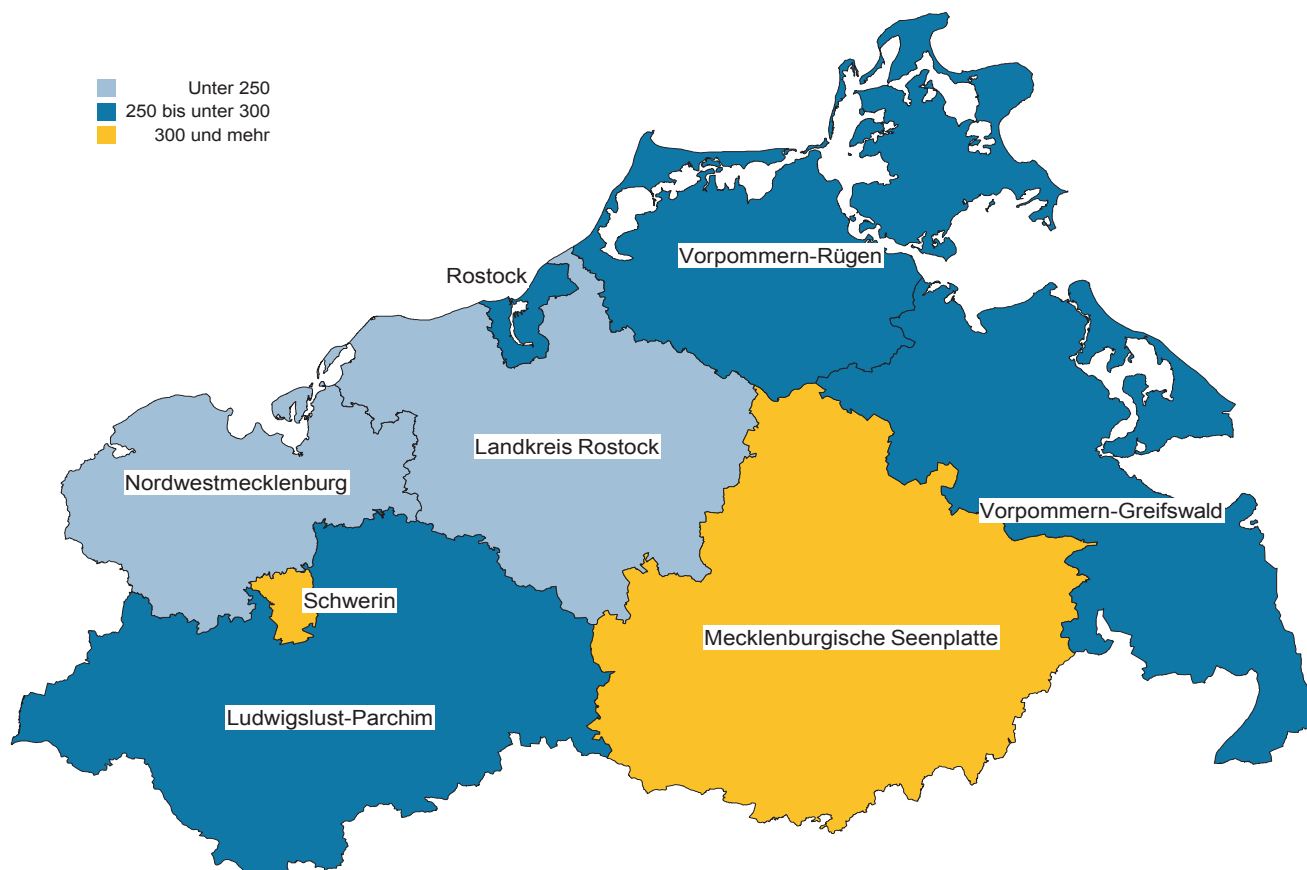 Unter 250
250 bis unter 300
300 und mehr
Vorpommern-Rügen
Rostock
Landkreis Rostock
Nordwestmecklenburg
Vorpommern-Greifswald
Schwerin
Mecklenburgische Seenplatte
Ludwigslust-Parchim